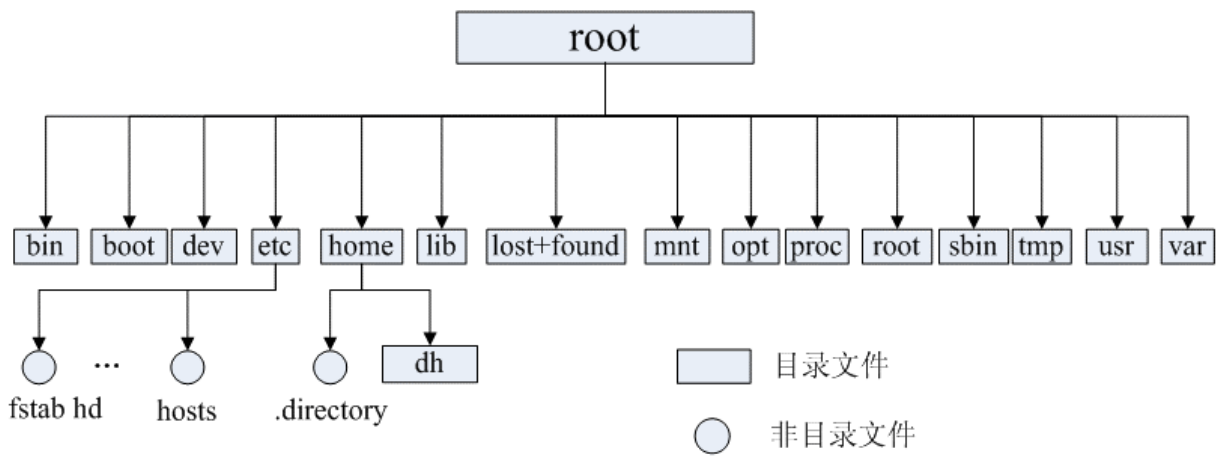 root
bin boot dev etc home lib lost+found mnt opt proc root sbin tmp usr var
... dh 目录文件
fstab hd hosts .directory 非目录文件